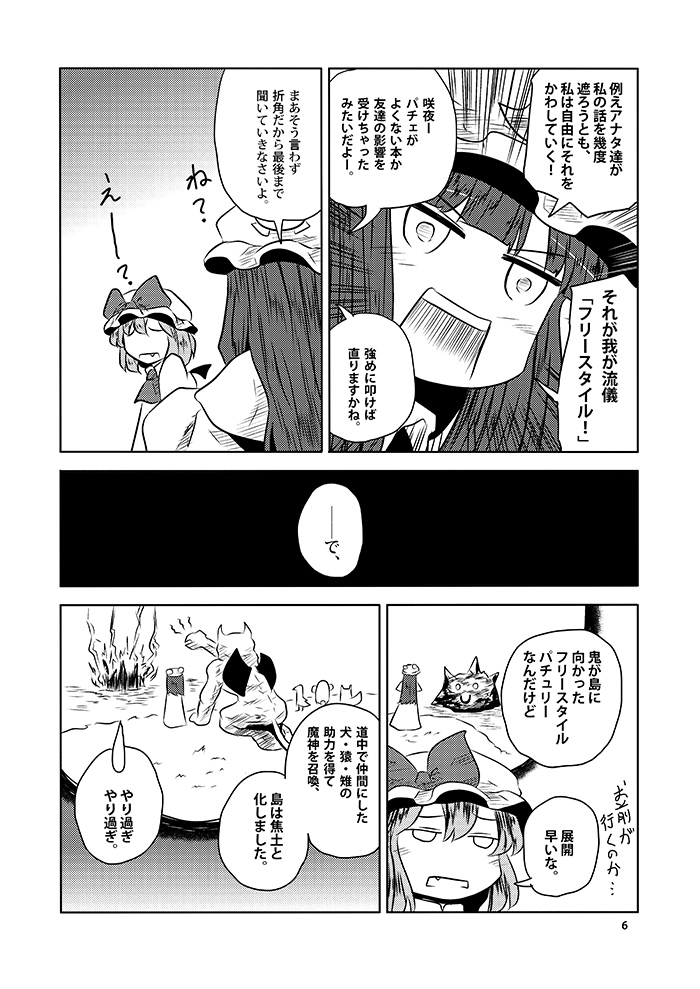 例えアナタ達が
私の話を幾度
遮ろうとも、
私は自由にそれを
かわしていく！
それが我が流儀
「フリースタイル！」
咲夜ー
パチェが
よくない本か
友達の影響を
受けちゃった
みたいだよー。
強めに叩けば
直りますかね。
まあそう言わず
折角だから最後まで
聞いていきなさいよ。
ね？
えー？
──で、
鬼が島に
向かった
フリースタイル
パチュリー
なんだけど
お前が
行くのか…
展開
早いな。
道中で仲間にした
犬・猿・雉の
助力を得て
魔神を召喚、
島は焦土と
化しました。
やり過ぎ
やり過ぎ。
6